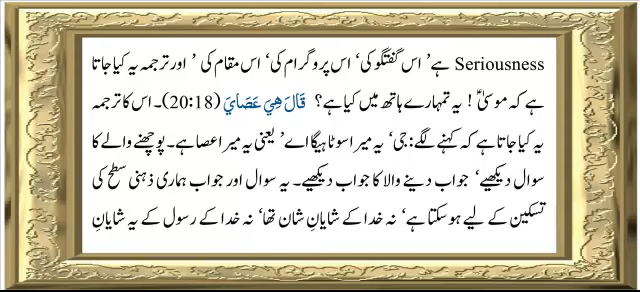 Seriousness ہے’ اس گفتگو کی‘ اس پروگرام کی‘ اس مقام کی ’ اور ترجمہ یہ کیا جاتا
ہے کہ موسیٰؑ! یہ تمہارے ہاتھ میں کیا ہے؟ قَالَ هِيَ عَصَايَ (20:18)۔ اس کا ترجمہ
یہ کیا جاتا ہے کہ کہنے لگے: جی‘ یہ میرا سوٹا ہیگا اے’ یعنی یہ میرا عصا ہے۔ پوچھنے والے کا
سوال دیکھیے‘ جواب دینے والا کا جواب دیکھیے۔ یہ سوال اور جواب ہماری ذہنی سطح کی
تسکین کے لیے ہو سکتا ہے‘ نہ خدا کے شایانِ شان تھا‘ نہ خدا کے رسول کے یہ شایانِ